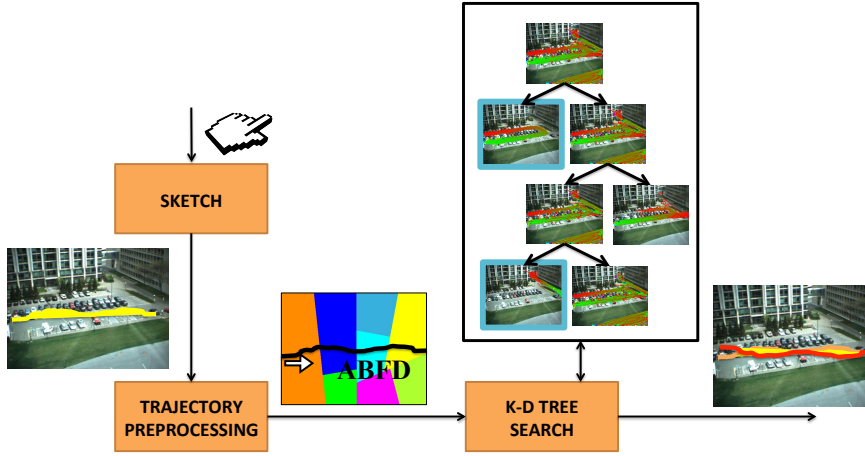 SKETCH
ABFD
TRAJECTORY
PREPROCESSING
K-D TREE
SEARCH